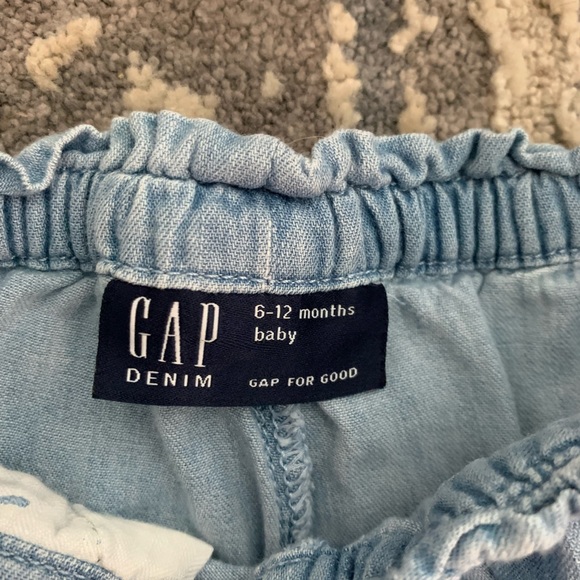 GAP
DENIM
6-12 months
baby
GAP FOR GOOD